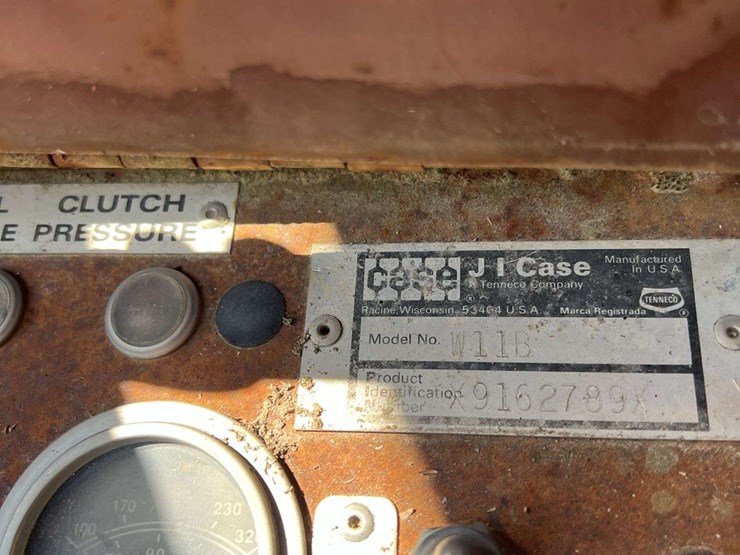 L CLUTCH
E PRESSURE
case
J I Case
A Tenneco Company
Manufactured
In U S A
TENNECO
Racine, Wisconsin 53404 U.S.A.
Marca Registrada ®
Model No. W11B
Product
Identification
Number X9162789X
170 230
100 320